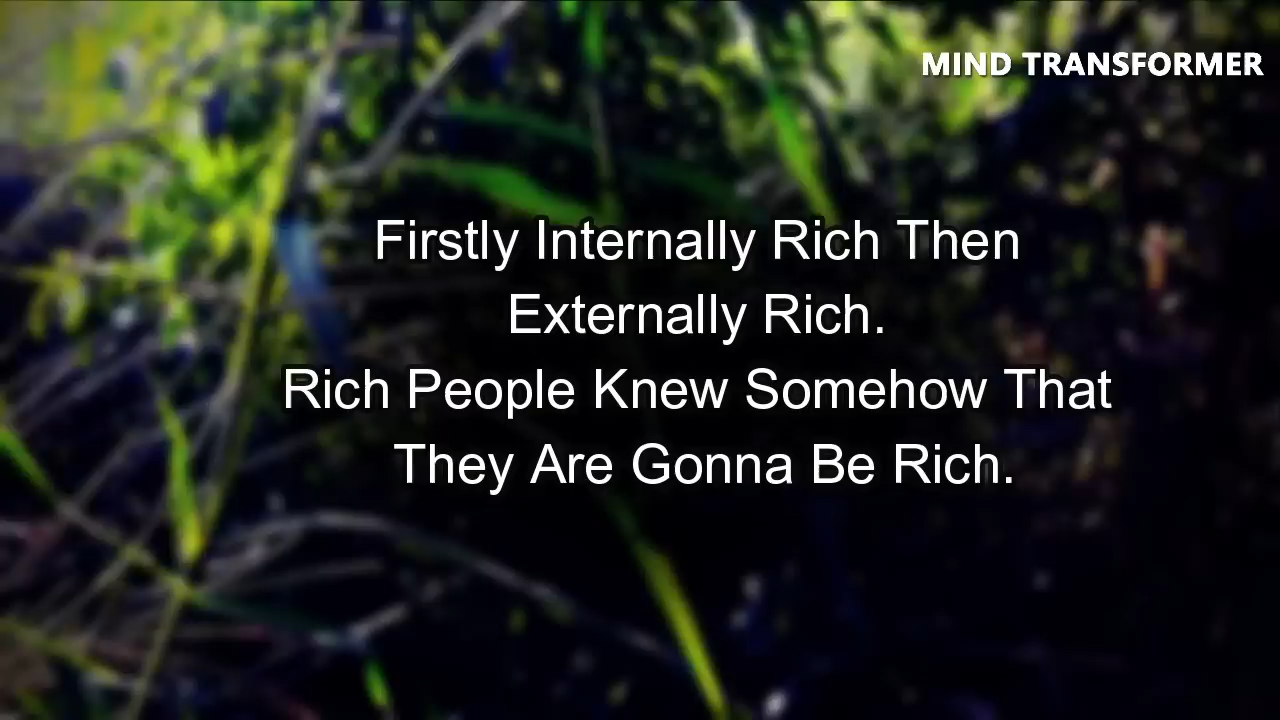 MIND TRANSFORMER
Firstly Internally Rich Then
Externally Rich.
Rich People Knew Somehow That
They Are Gonna Be Rich.